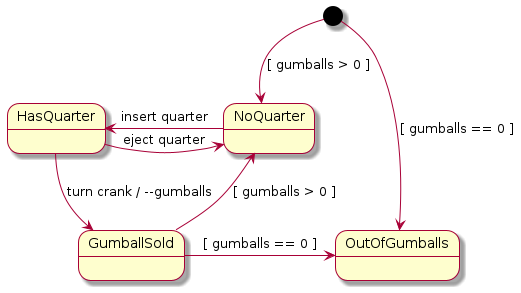 [ gumballs > 0 ]
HasQuarter
insert quarter
NoQuarter
[ gumballs == 0 ]
eject quarter
turn crank / --gumballs
[ gumballs > 0 ]
GumballSold
[ gumballs == 0 ]
OutOfGumballs